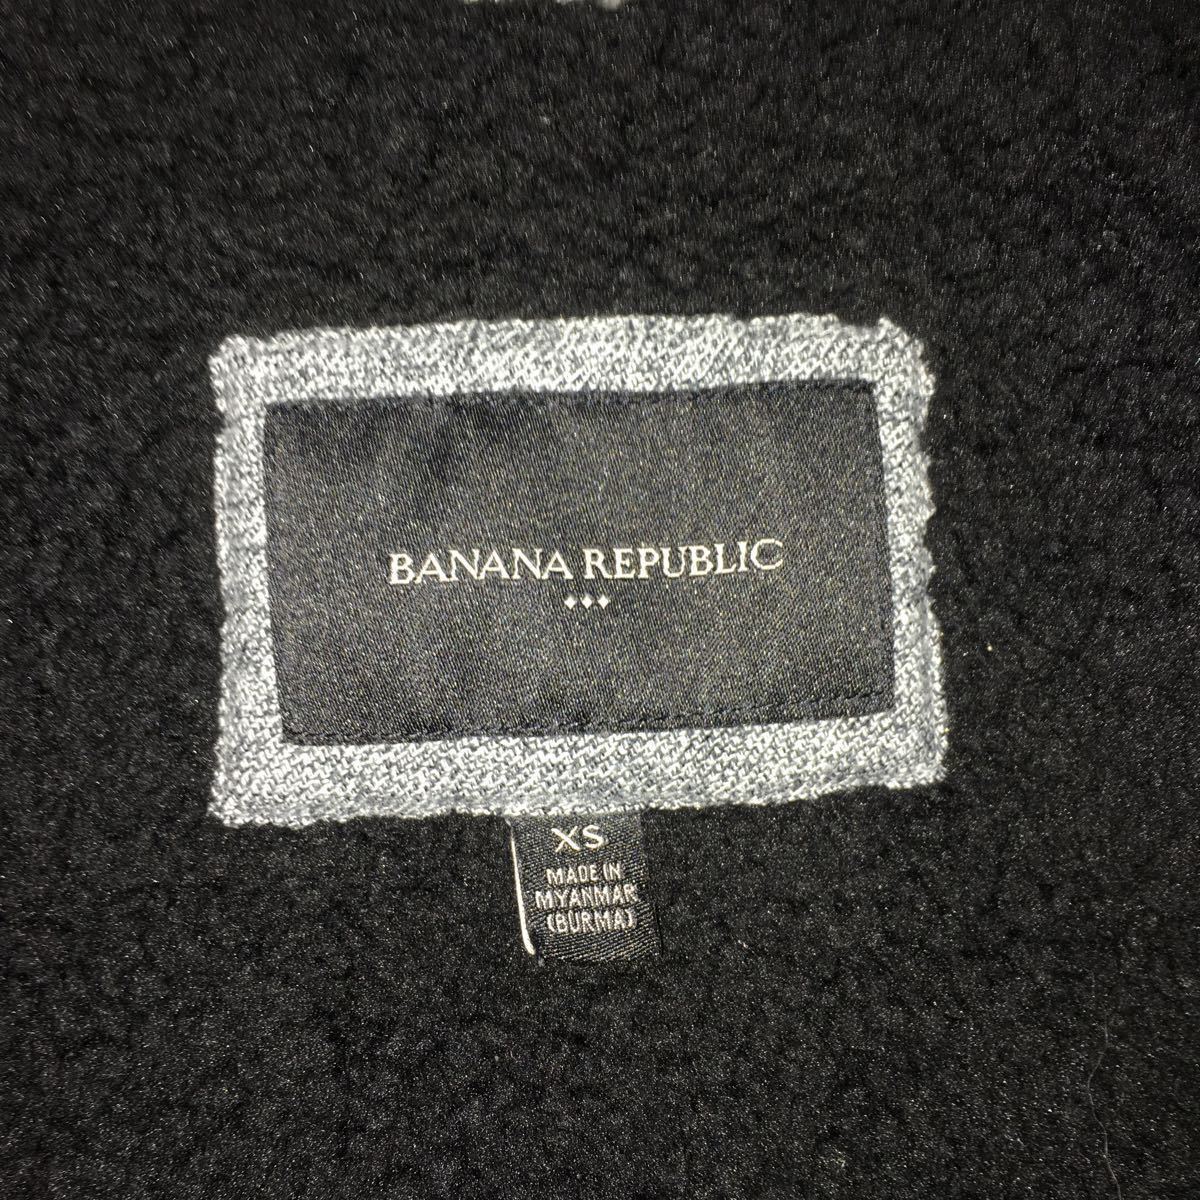 BANANA REPUBLIC
XS
MADE IN
MYANMAR
(BURMA)